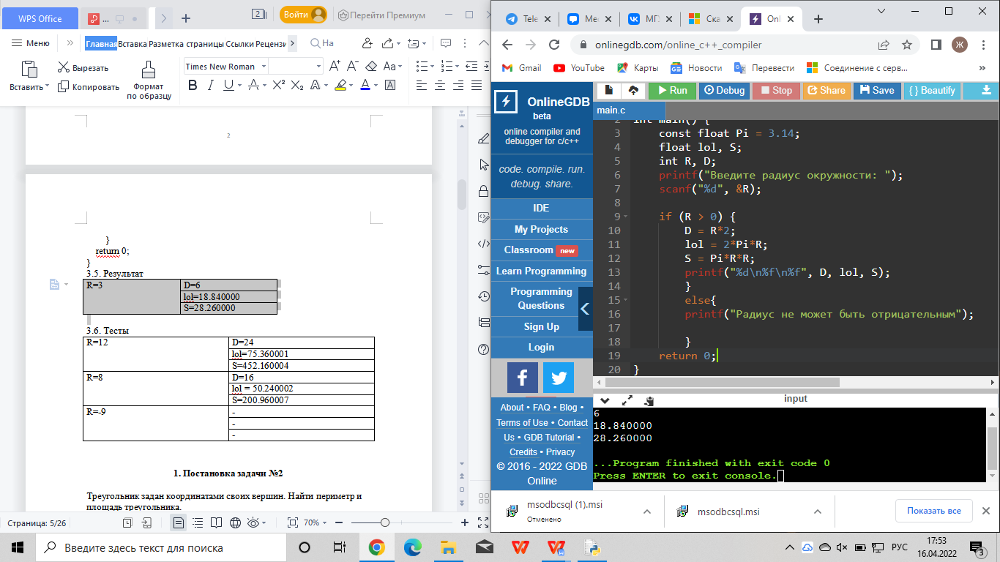 WPS Office
...
2
Войти
Перейти Премиум
Меню
Главная Вставка Разметка страницы Ссылки Рецензи
На
Вставить
Вырезать
Копировать
Формат
по образцу
Times New Roman
2
}
return 0;
}
3.5. Результат
R=3 D=6
lol=18.840000
S=28.260000
3.6. Тесты
R=12 D=24
lol=75.360001
S=452.160004
R=8 D=16
lol = 50.240002
S=200.960007
R=-9 -
-
-
1. Постановка задачи №2
Треугольник задан координатами своих вершин. Найти периметр и
площадь треугольника.
Страница: 5/26
70%
Tele
Мес
МГУ
Ска
Onl
onlinegdb.com/online_c++_compiler
Ж
Gmail
YouTube
Карты
Новости
Перевести
Соединение с серв...
OnlineGDB
beta
online compiler and
debugger for c/c++
code. compile. run.
debug. share.
IDE
My Projects
Classroom new
Learn Programming
Programming
Questions
Sign Up
Login
About • FAQ • Blog •
Terms of Use • Contact
Us • GDB Tutorial •
Credits • Privacy
© 2016 - 2022 GDB
Online
Run
Debug
Stop
Share
Save
{ } Beautify
main.c
2 int main() {
3 const float Pi = 3.14;
4 float lol, S;
5 int R, D;
6 printf("Введите радиус окружности: ");
7 scanf("%d", &R);
8
9 if (R > 0) {
10 D = R*2;
11 lol = 2*Pi*R;
12 S = Pi*R*R;
13 printf("%d\n%f\n%f", D, lol, S);
14 }
15 else{
16 printf("Радиус не может быть отрицательным");
17
18 }
19 return 0;
20 }
input
6
18.840000
28.260000
...Program finished with exit code 0
Press ENTER to exit console.
msodbcsql (1).msi
Отменено
msodbcsql.msi
Показать все
Введите здесь текст для поиска
РУС
17:53
16.04.2022
3